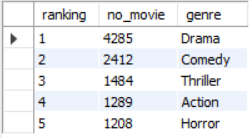 ranking no_movie genre
1 4285 Drama
2 2412 Comedy
3 1484 Thriller
4 1289 Action
5 1208 Horror